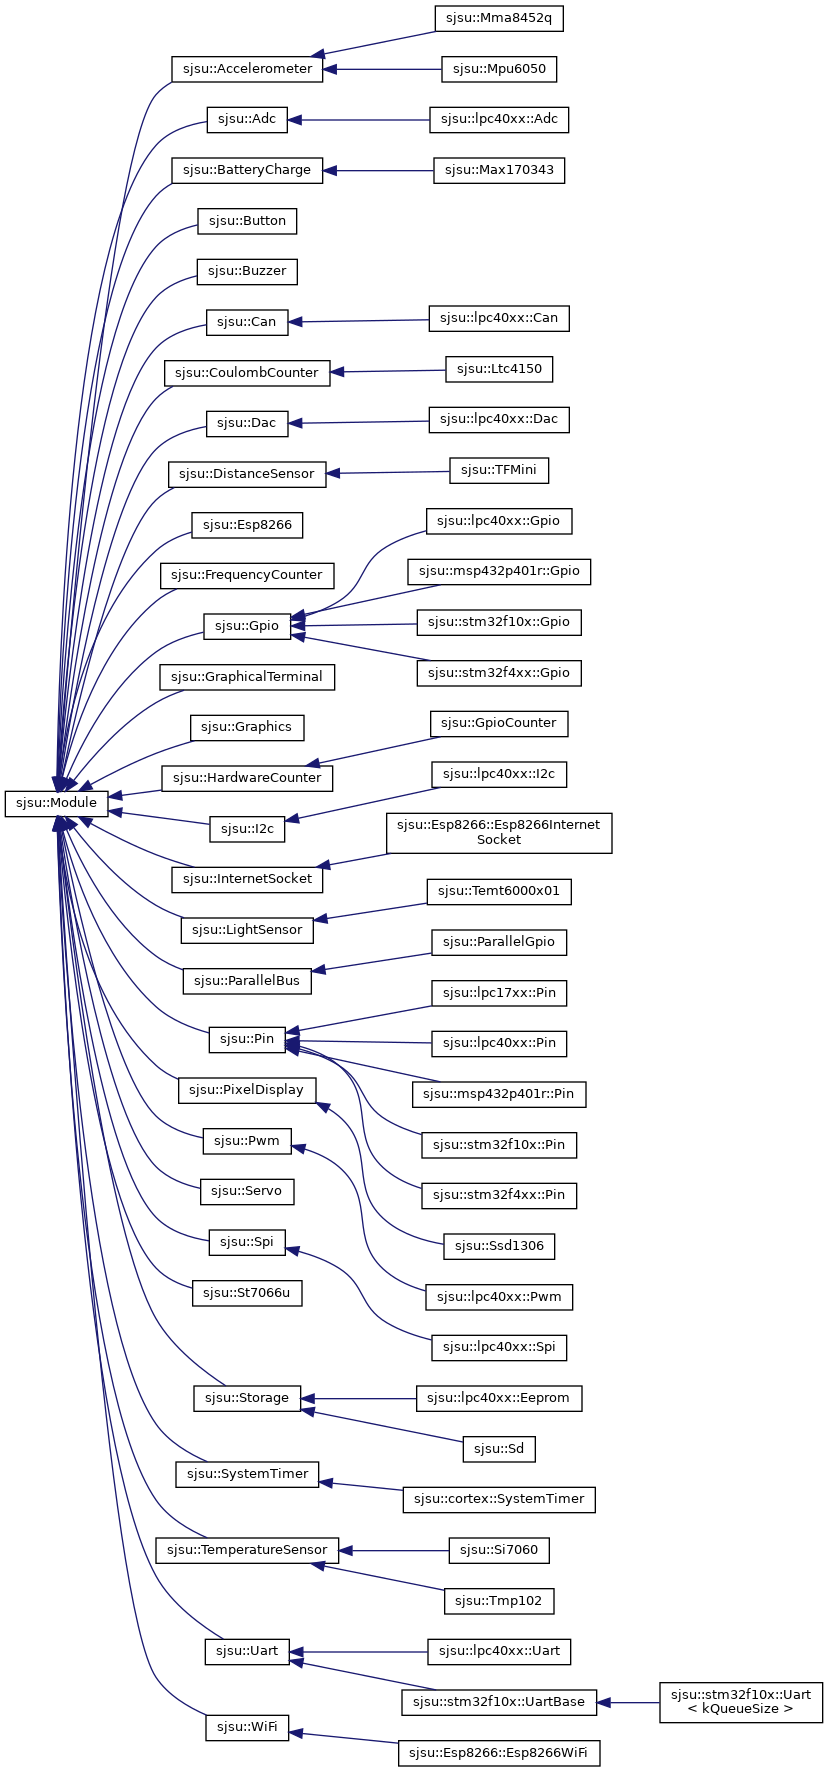 sjsu::Mma8452q
sjsu::Accelerometer
sjsu::Mpu6050
sjsu::Adc
sjsu::lpc40xx::Adc
sjsu::BatteryCharge
sjsu::Max170343
sjsu::Button
sjsu::Buzzer
sjsu::Can
sjsu::lpc40xx::Can
sjsu::CoulombCounter
sjsu::Ltc4150
sjsu::Dac
sjsu::lpc40xx::Dac
sjsu::DistanceSensor
sjsu::TFMini
sjsu::Esp8266
sjsu::lpc40xx::Gpio
sjsu::FrequencyCounter
sjsu::msp432p401r::Gpio
sjsu::Gpio
sjsu::stm32f10x::Gpio
sjsu::GraphicalTerminal
sjsu::stm32f4xx::Gpio
sjsu::Graphics
sjsu::GpioCounter
sjsu::HardwareCounter
sjsu::lpc40xx::I2c
sjsu::Module
sjsu::I2c
sjsu::Esp8266::Esp8266Internet
Socket
sjsu::InternetSocket
sjsu::Temt6000x01
sjsu::LightSensor
sjsu::ParallelGpio
sjsu::ParallelBus
sjsu::lpc17xx::Pin
sjsu::Pin
sjsu::lpc40xx::Pin
sjsu::PixelDisplay
sjsu::msp432p401r::Pin
sjsu::Pwm
sjsu::stm32f10x::Pin
sjsu::Servo
sjsu::stm32f4xx::Pin
sjsu::Spi
sjsu::Ssd1306
sjsu::St7066u
sjsu::lpc40xx::Pwm
sjsu::lpc40xx::Spi
sjsu::Storage
sjsu::lpc40xx::Eeprom
sjsu::Sd
sjsu::SystemTimer
sjsu::cortex::SystemTimer
sjsu::TemperatureSensor
sjsu::Si7060
sjsu::Tmp102
sjsu::Uart
sjsu::lpc40xx::Uart
sjsu::stm32f10x::UartBase
sjsu::stm32f10x::Uart
< kQueueSize >
sjsu::WiFi
sjsu::Esp8266::Esp8266WiFi